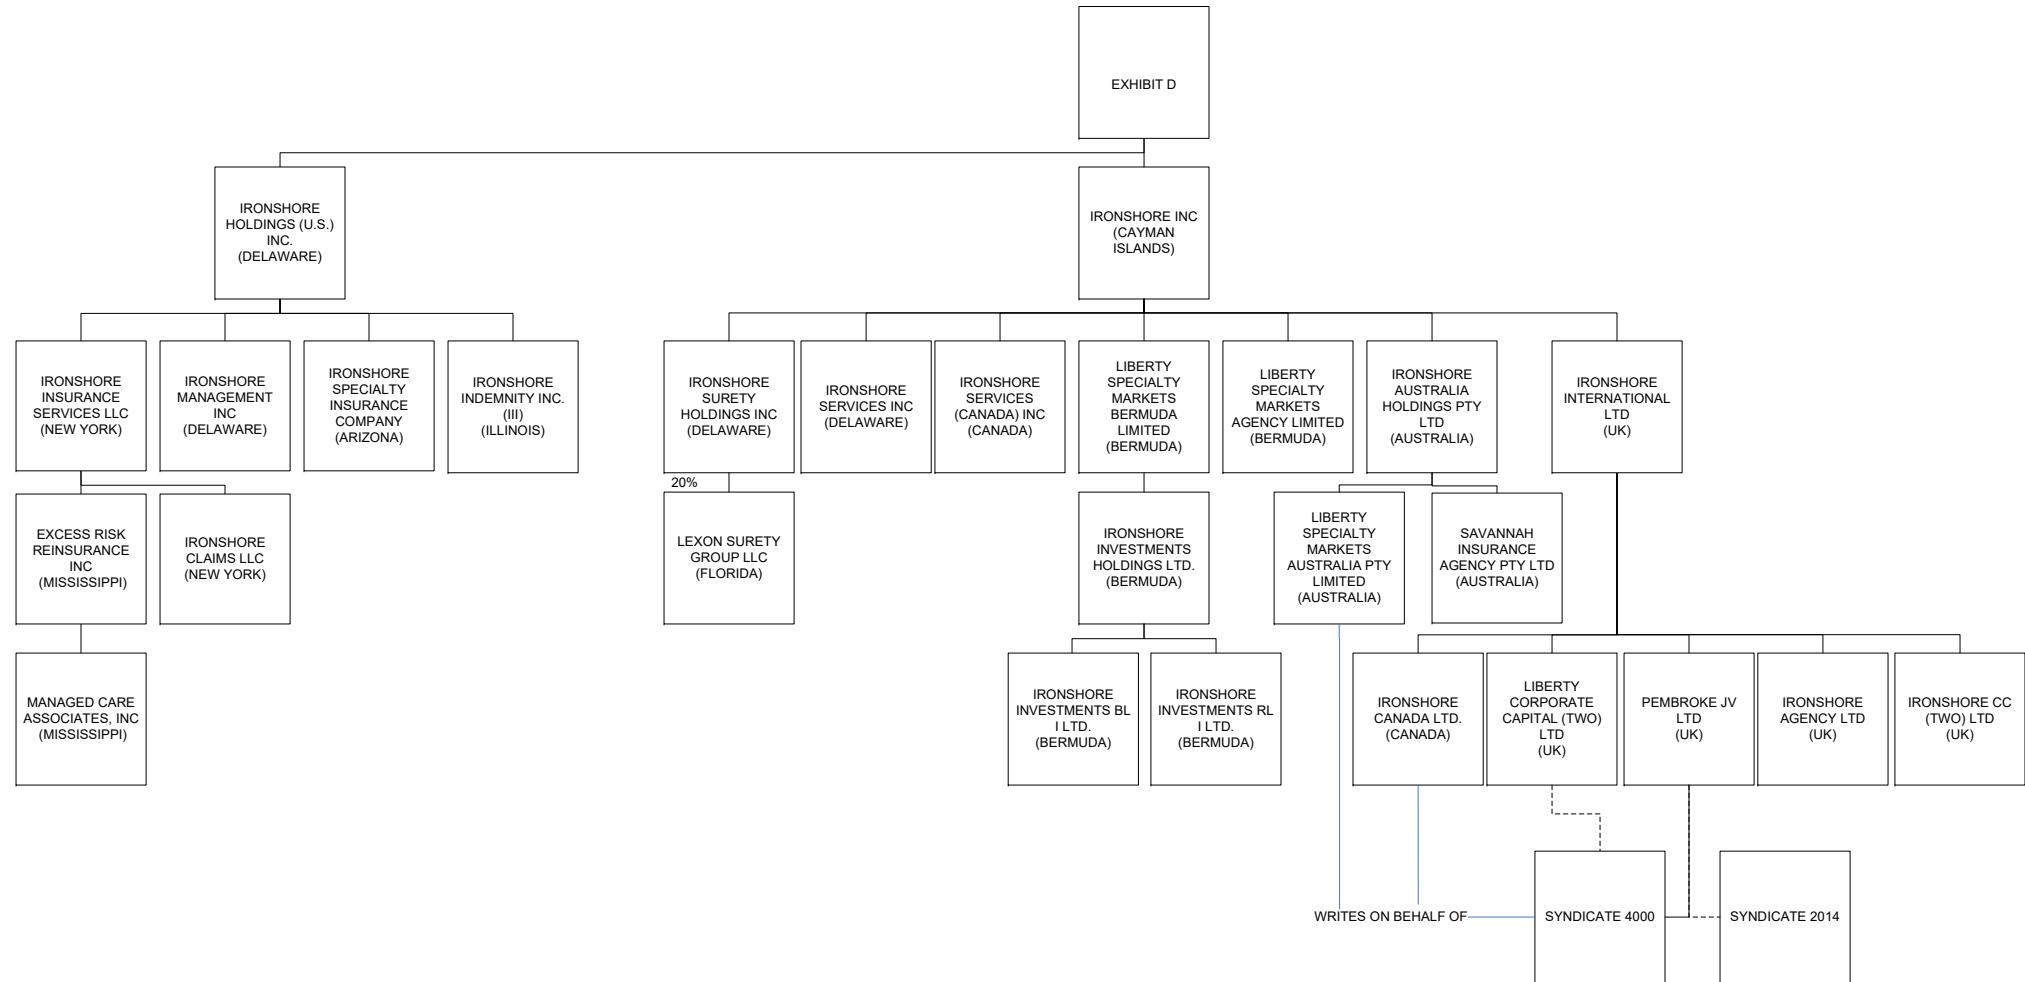 EXHIBIT D
IRONSHORE
HOLDINGS (U.S.)
INC.
(DELAWARE)
IRONSHORE INC
(CAYMAN
ISLANDS)
IRONSHORE
INSURANCE
SERVICES LLC
(NEW YORK)
IRONSHORE
MANAGEMENT
INC
(DELAWARE)
IRONSHORE
SPECIALTY
INSURANCE
COMPANY
(ARIZONA)
IRONSHORE
INDEMNITY INC.
(III)
(ILLINOIS)
IRONSHORE
SURETY
HOLDINGS INC
(DELAWARE)
IRONSHORE
SERVICES INC
(DELAWARE)
IRONSHORE
SERVICES
(CANADA) INC
(CANADA)
LIBERTY
SPECIALTY
MARKETS
BERMUDA
LIMITED
(BERMUDA)
LIBERTY
SPECIALTY
MARKETS
AGENCY LIMITED
(BERMUDA)
IRONSHORE
AUSTRALIA
HOLDINGS PTY
LTD
(AUSTRALIA)
IRONSHORE
INTERNATIONAL
LTD
(UK)
20%
EXCESS RISK
REINSURANCE
INC
(MISSISSIPPI)
IRONSHORE
CLAIMS LLC
(NEW YORK)
LEXON SURETY
GROUP LLC
(FLORIDA)
IRONSHORE
INVESTMENTS
HOLDINGS LTD.
(BERMUDA)
LIBERTY
SPECIALTY
MARKETS
AUSTRALIA PTY
LIMITED
(AUSTRALIA)
SAVANNAH
INSURANCE
AGENCY PTY LTD
(AUSTRALIA)
MANAGED CARE
ASSOCIATES, INC
(MISSISSIPPI)
IRONSHORE
INVESTMENTS BL
I LTD.
(BERMUDA)
IRONSHORE
INVESTMENTS RL
I LTD.
(BERMUDA)
IRONSHORE
CANADA LTD.
(CANADA)
LIBERTY
CORPORATE
CAPITAL (TWO)
LTD
(UK)
PEMBROKE JV
LTD
(UK)
IRONSHORE
AGENCY LTD
(UK)
IRONSHORE CC
(TWO) LTD
(UK)
WRITES ON BEHALF OF
SYNDICATE 4000
SYNDICATE 2014